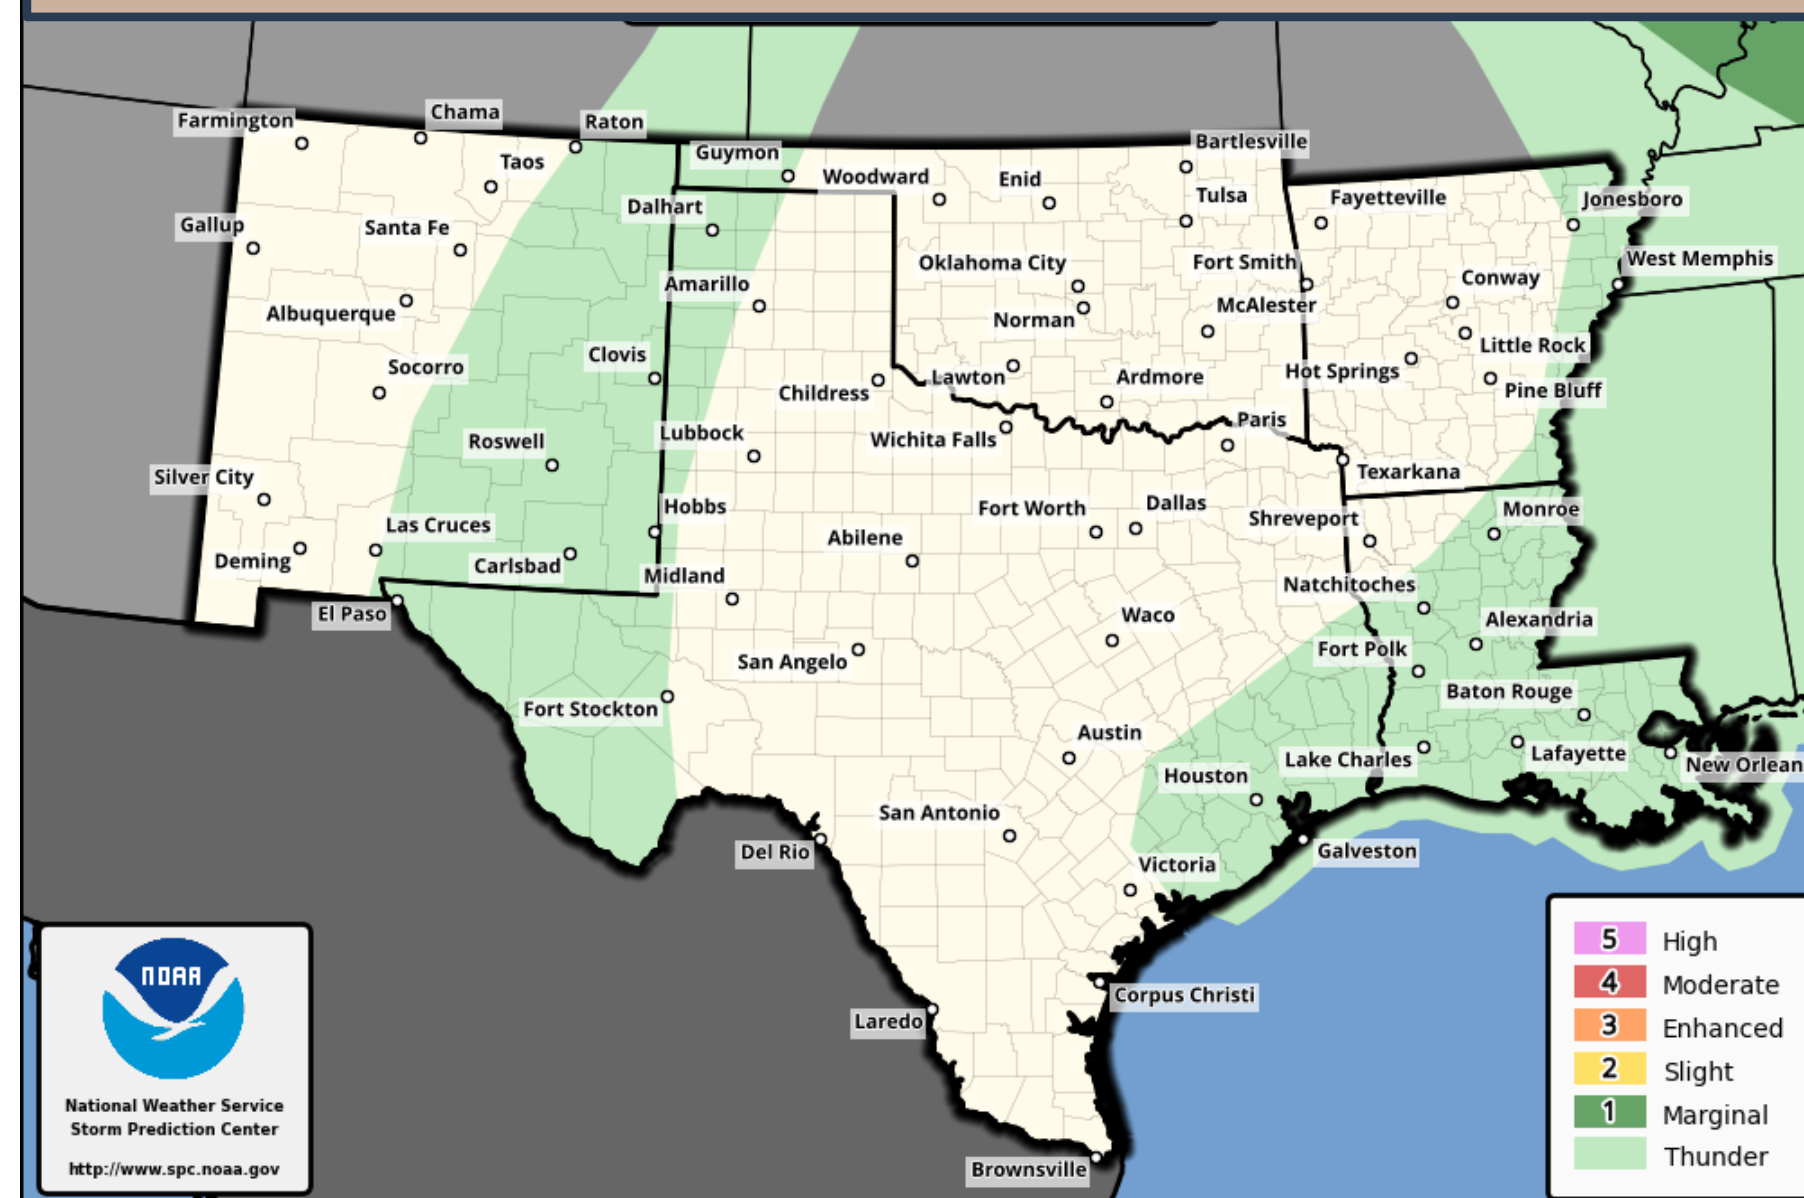 Farmington
Chama
Raton
Taos
Guymon
Woodward
Enid
Bartlesville
Tulsa
Fayetteville
Jonesboro
Gallup
Santa Fe
Dalhart
Oklahoma City
Fort Smith
West Memphis
Amarillo
Conway
Albuquerque
Norman
McAlester
Little Rock
Socorro
Clovis
Childress
Lawton
Ardmore
Hot Springs
Pine Bluff
Roswell
Lubbock
Wichita Falls
Paris
Silver City
Texarkana
Las Cruces
Hobbs
Fort Worth
Dallas
Shreveport
Monroe
Deming
Carlsbad
Abilene
Midland
Natchitoches
El Paso
Waco
Alexandria
San Angelo
Fort Polk
Fort Stockton
Baton Rouge
Austin
Houston
Lake Charles
Lafayette
New Orlean
San Antonio
Del Rio
Victoria
Galveston
Corpus Christi
Laredo
Brownsville
NOAA
National Weather Service
Storm Prediction Center
http://www.spc.noaa.gov
5 High
4 Moderate
3 Enhanced
2 Slight
1 Marginal
Thunder